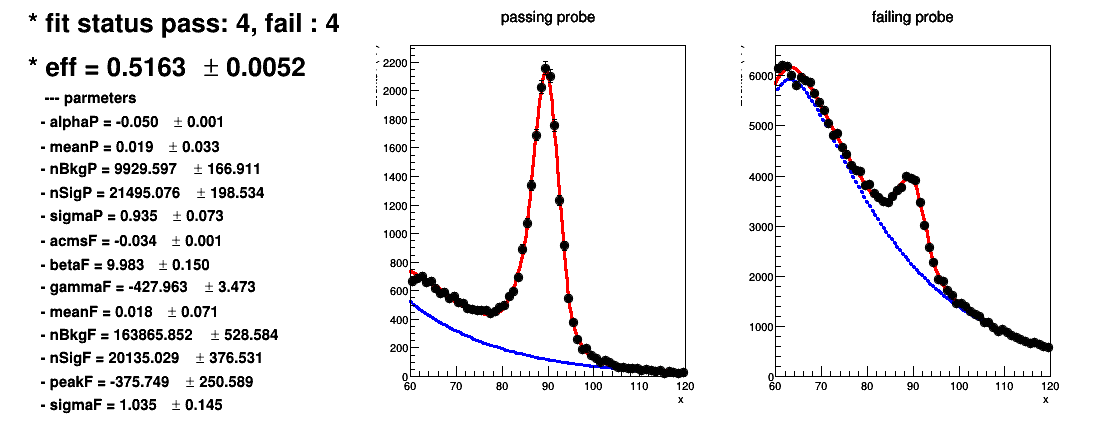 * fit status pass: 4, fail : 4
* eff = 0.5163 ± 0.0052
--- parmeters
- alphaP = -0.050 ± 0.001
- meanP = 0.019 ± 0.033
- nBkgP = 9929.597 ± 166.911
- nSigP = 21495.076 ± 198.534
- sigmaP = 0.935 ± 0.073
- acmsF = -0.034 ± 0.001
- betaF = 9.983 ± 0.150
- gammaF = -427.963 ± 3.473
- meanF = 0.018 ± 0.071
- nBkgF = 163865.852 ± 528.584
- nSigF = 20135.029 ± 376.531
- peakF = -375.749 ± 250.589
- sigmaF = 1.035 ± 0.145
passing probe
2200
2000
1800
1600
1400
1200
1000
800
600
400
200
0
60 70 80 90 100 110 120
x
failing probe
6000
5000
4000
3000
2000
1000
0
60 70 80 90 100 110 120
x